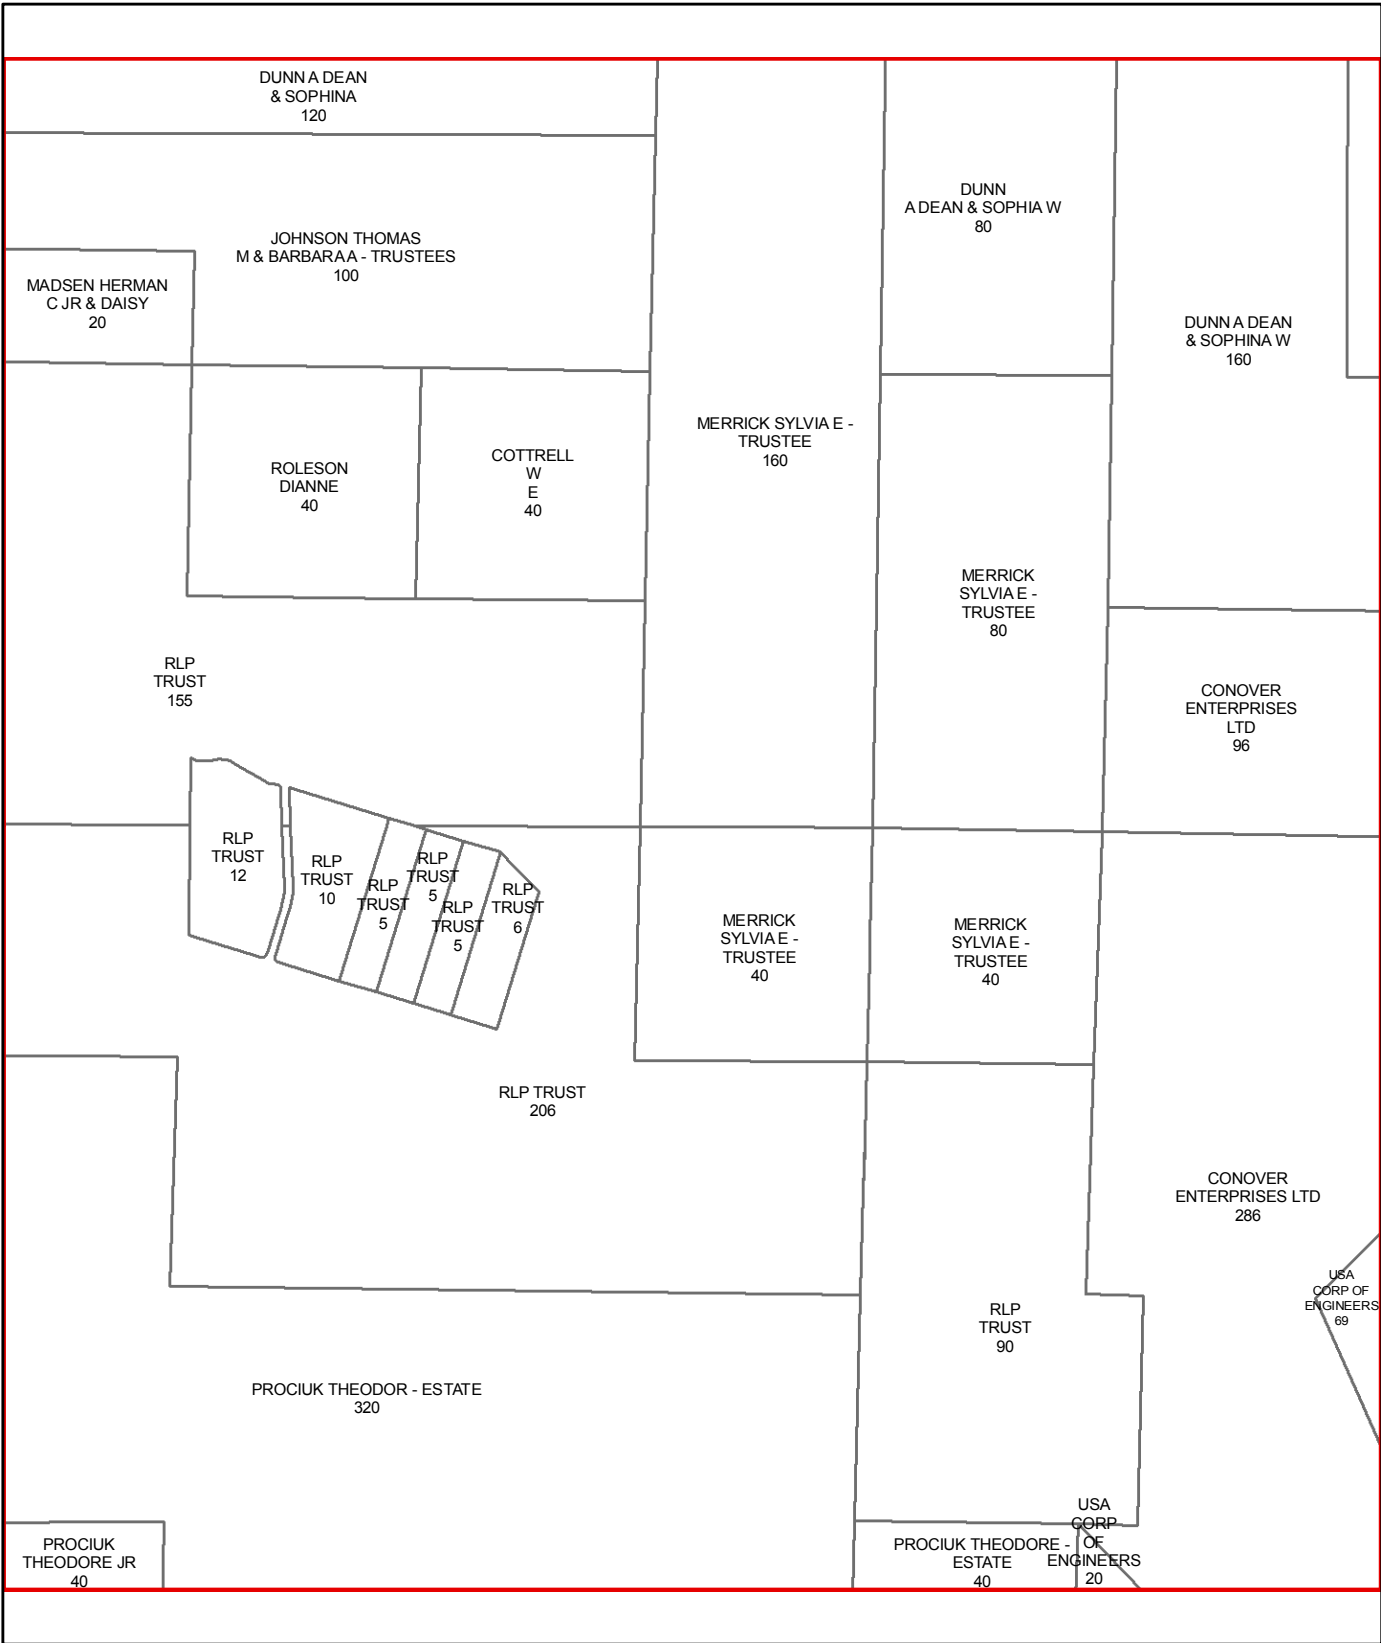 DUNN A DEAN
& SOPHINA
120
DUNN
A DEAN & SOPHIA W
80
JOHNSON THOMAS
M & BARBARA A - TRUSTEES
100
MADSEN HERMAN
C JR & DAISY
20
DUNN A DEAN
& SOPHINA W
160
MERRICK SYLVIA E -
TRUSTEE
160
ROLESON
DIANNE
40
COTTRELL
W
E
40
MERRICK
SYLVIA E -
TRUSTEE
80
RLP
TRUST
155
CONOVER
ENTERPRISES
LTD
96
RLP
TRUST
12
RLP
TRUST
10
RLP
TRUST
5
RLP
TRUST
5
RLP
TRUST
5
RLP
TRUST
6
MERRICK
SYLVIA E -
TRUSTEE
40
MERRICK
SYLVIA E -
TRUSTEE
40
RLP TRUST
206
CONOVER
ENTERPRISES LTD
286
USA
CORP OF
ENGINEERS
69
RLP
TRUST
90
PROCIUK THEODOR - ESTATE
320
PROCIUK
THEODORE JR
40
PROCIUK THEODORE -
ESTATE
40
USA
CORP
OF
ENGINEERS
20